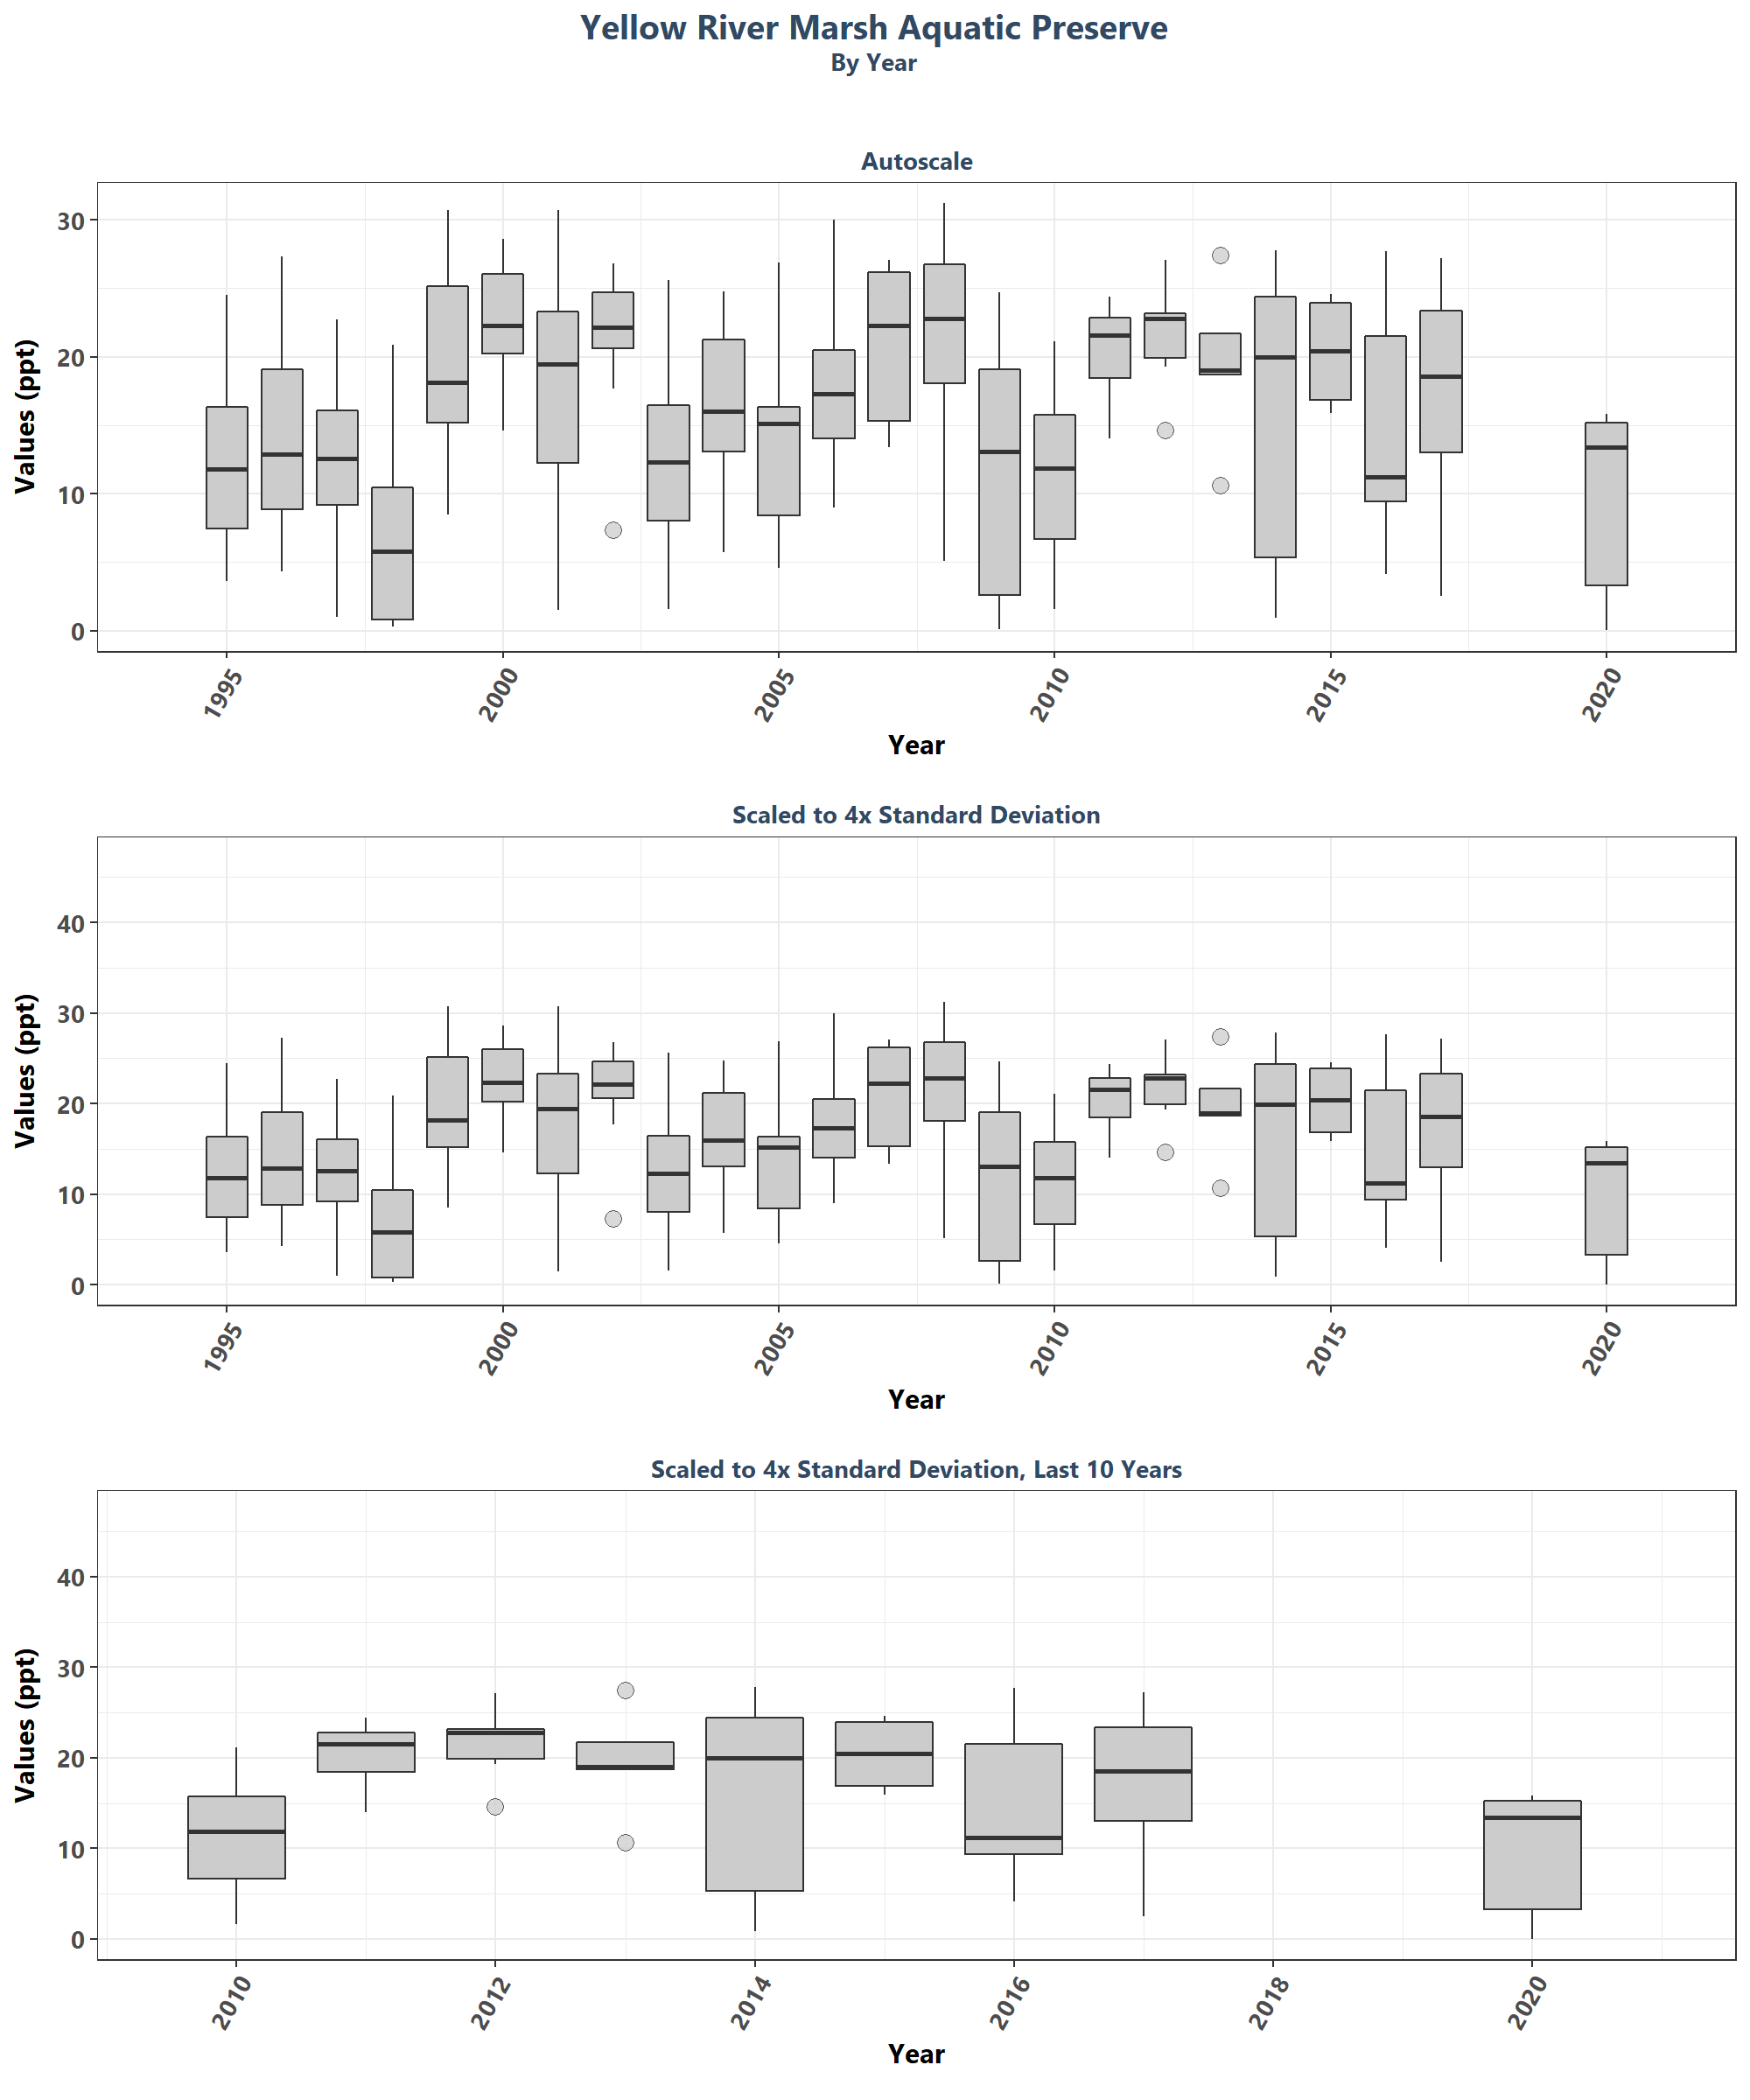 Yellow River Marsh Aquatic Preserve
By Year
Autoscale
Values (ppt)
30
20
10
0
1995 2000 2005 2010 2015 2020
Year
Scaled to 4x Standard Deviation
Values (ppt)
40
30
20
10
0
1995 2000 2005 2010 2015 2020
Year
Scaled to 4x Standard Deviation, Last 10 Years
Values (ppt)
40
30
20
10
0
2010 2012 2014 2016 2018 2020
Year